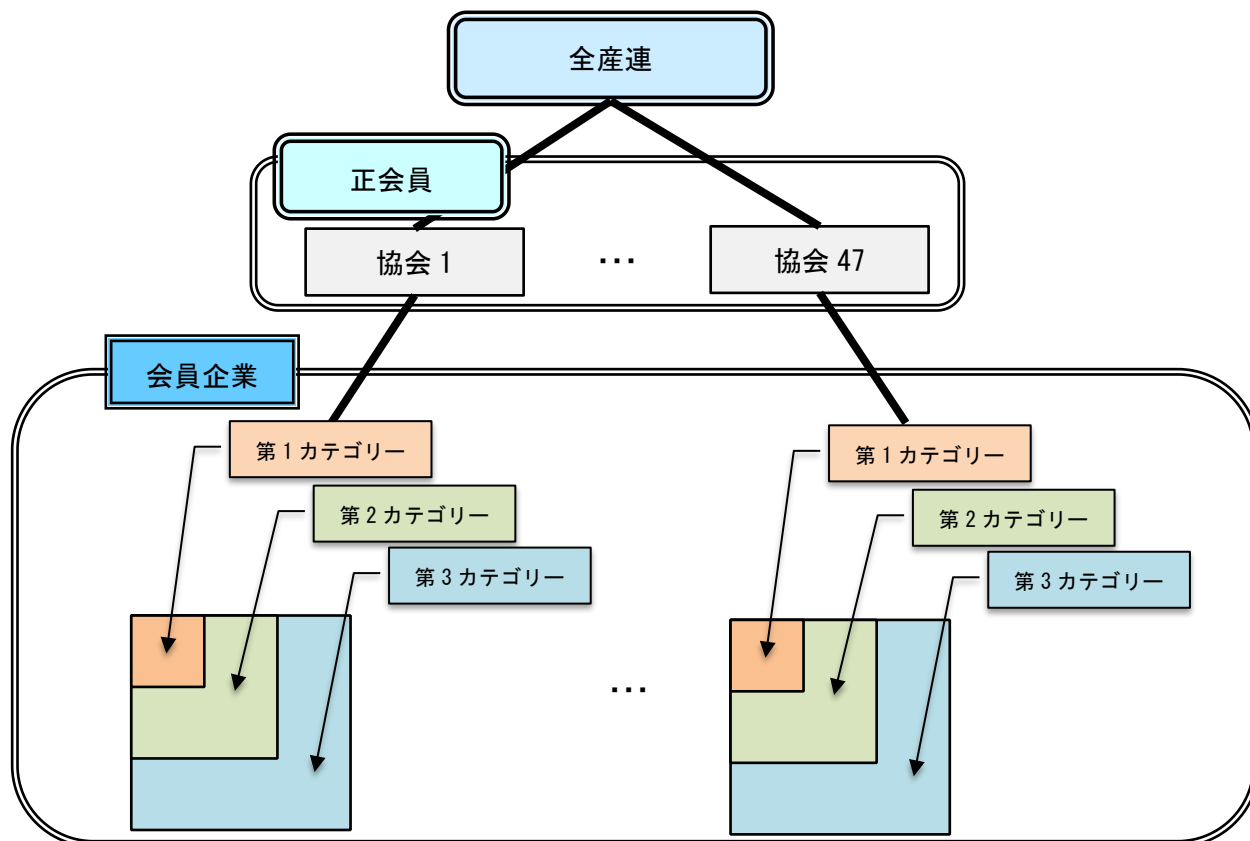 全産連
正会員
協会 1
…
協会 47
会員企業
第 1 カテゴリー
第 2 カテゴリー
第 3 カテゴリー
第 1 カテゴリー
第 2 カテゴリー
第 3 カテゴリー
…